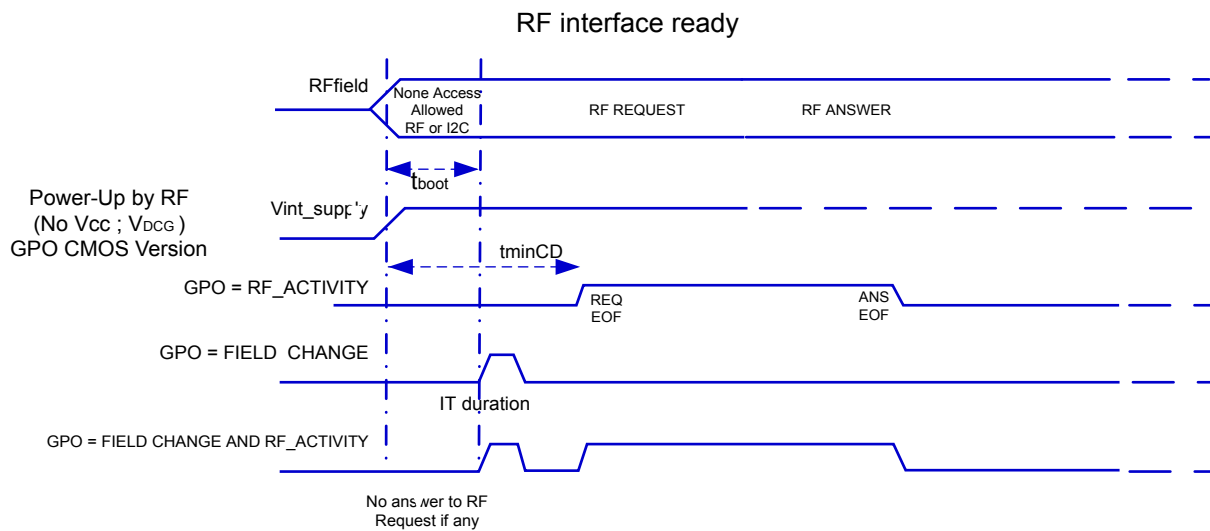 RF interface ready
RFfield
None Access
Allowed
RF or I2C
RF REQUEST
RF ANSWER
tboot
Power-Up by RF
(No Vcc ; VDCG )
GPO CMOS Version
Vint_supply
tminCD
GPO = RF_ACTIVITY
REQ
EOF
ANS
EOF
GPO = FIELD CHANGE
IT duration
GPO = FIELD CHANGE AND RF_ACTIVITY
No answer to RF
Request if any